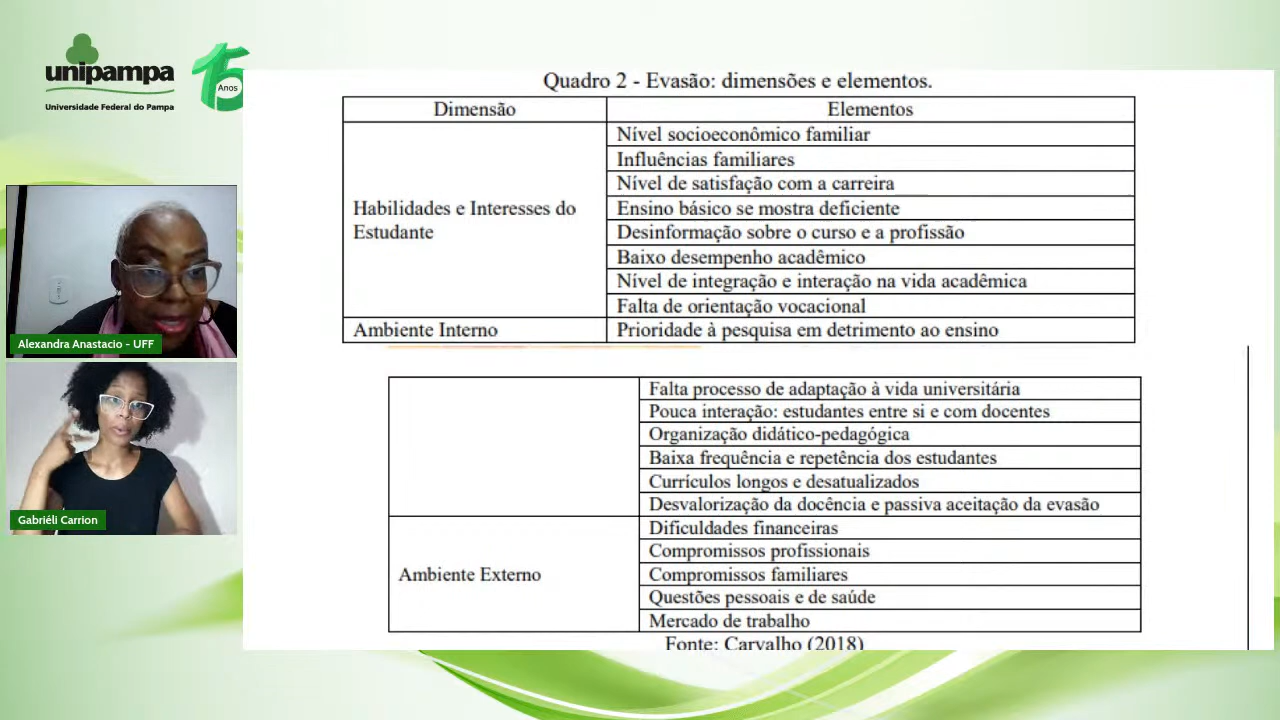 unipampa
Universidade Federal do Pampa
15
Anos
Quadro 2 - Evasão: dimensões e elementos.
Dimensão
Elementos
Habilidades e Interesses do
Estudante
Nível socioeconômico familiar
Influências familiares
Nível de satisfação com a carreira
Ensino básico se mostra deficiente
Desinformação sobre o curso e a profissão
Baixo desempenho acadêmico
Nível de integração e interação na vida acadêmica
Falta de orientação vocacional
Ambiente Interno
Prioridade à pesquisa em detrimento ao ensino
Falta processo de adaptação à vida universitária
Pouca interação: estudantes entre si e com docentes
Organização didático-pedagógica
Baixa frequência e repetência dos estudantes
Currículos longos e desatualizados
Desvalorização da docência e passiva aceitação da evasão
Ambiente Externo
Dificuldades financeiras
Compromissos profissionais
Compromissos familiares
Questões pessoais e de saúde
Mercado de trabalho
Fonte: Carvalho (2018)
Alexandra Anastacio - UFF
Gabriéli Carrion